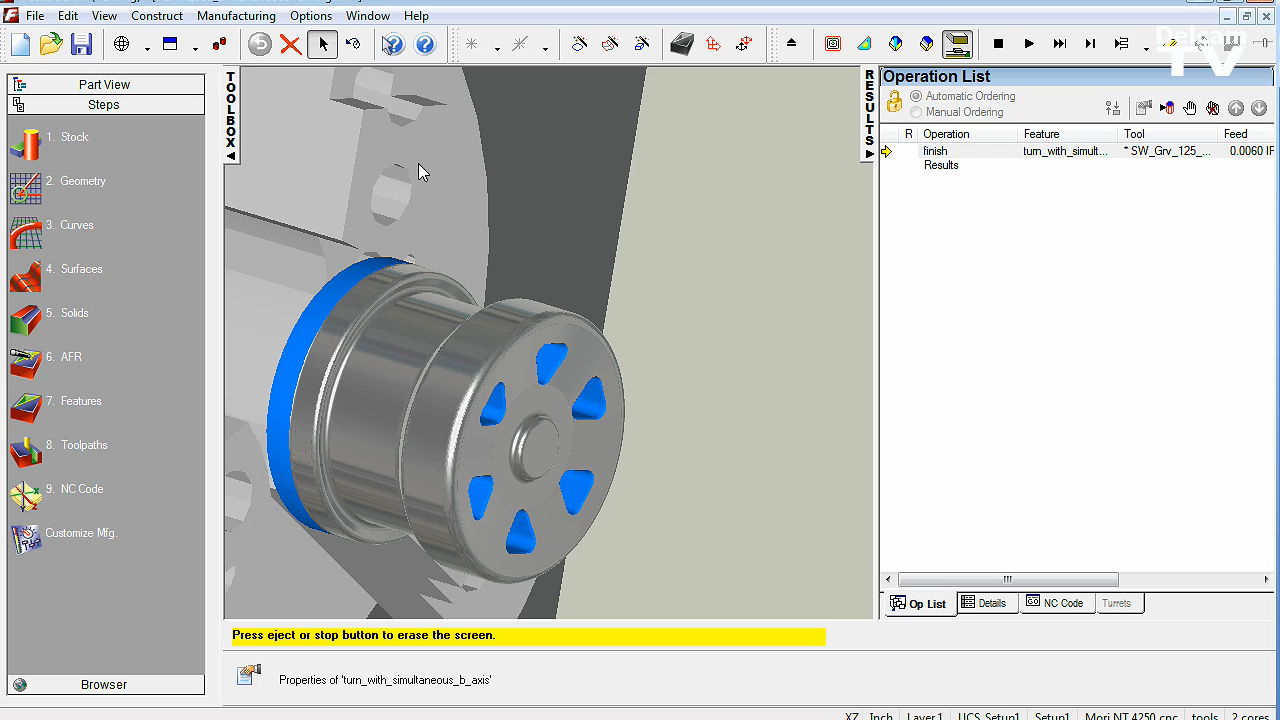 File Edit View Construct Manufacturing Options Window Help
Delcam
TV
Part View
Steps
1. Stock
2. Geometry
3. Curves
4. Surfaces
5. Solids
6. AFR
7. Features
8. Toolpaths
9. NC Code
Customize Mfg.
Browser
TOOLBOX
RESULTS
Operation List
Automatic Ordering
Manual Ordering
R Operation Feature Tool Feed
finish turn_with_simult... * SW_Grv_125_... 0.0060 IF
Results
Op List Details NC Code Turrets
Press eject or stop button to erase the screen.
Properties of 'turn_with_simultaneous_b_axis'
XZ Inch Layer1 UCS_Setup1 Setup1 Mori NT 4250.cnc tools 2 cores